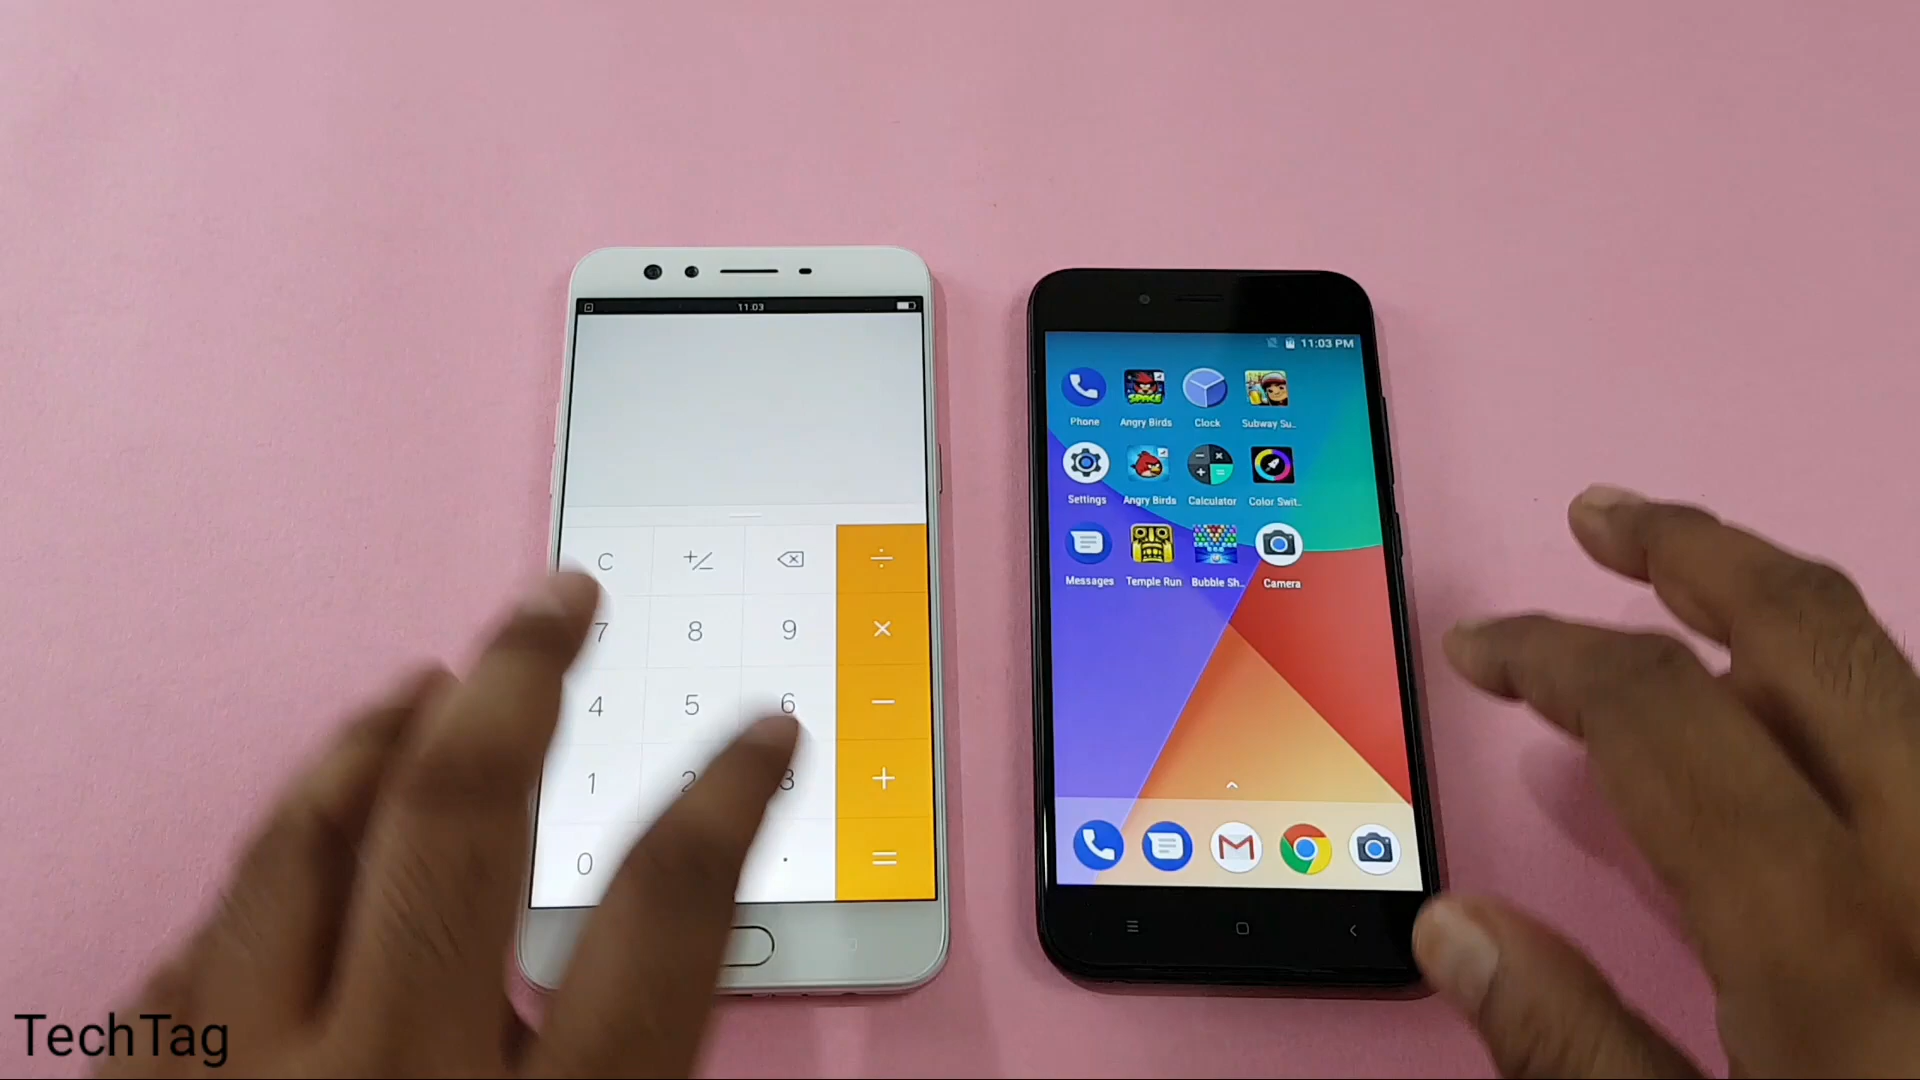 11:03
C +/− ÷
7 8 9 ×
4 5 6 −
1 2 3 +
0 . =
11:03 PM
SPACE
Phone Angry Birds Clock Subway Su..
Settings Angry Birds Calculator Color Swit..
Messages Temple Run Bubble Sh.. Camera
TechTag